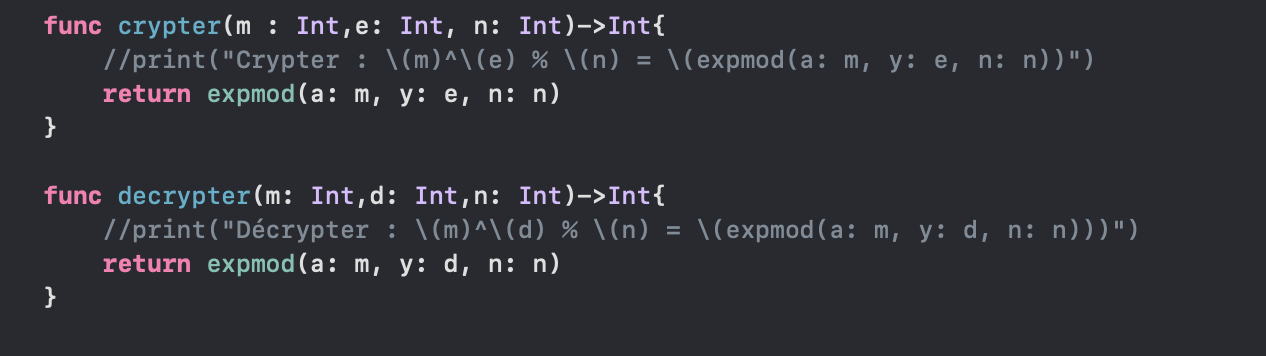 func crypter(m : Int,e: Int, n: Int)->Int{
    //print("Crypter : \(m)^\(e) % \(n) = \(expmod(a: m, y: e, n: n))")
    return expmod(a: m, y: e, n: n)
}
func decrypter(m: Int,d: Int,n: Int)->Int{
    //print("Décrypter : \(m)^\(d) % \(n) = \(expmod(a: m, y: d, n: n)))")
    return expmod(a: m, y: d, n: n)
}